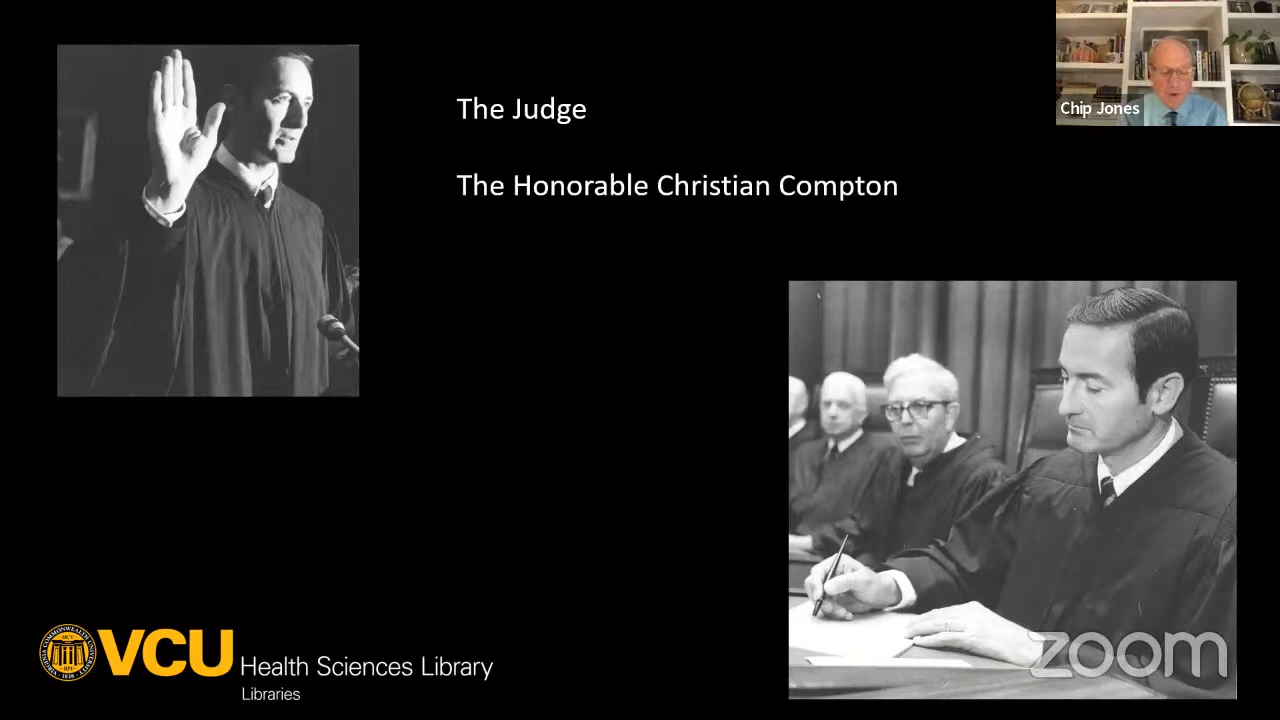 Chip Jones
The Judge
The Honorable Christian Compton
VCU Health Sciences Library
Libraries
zoom